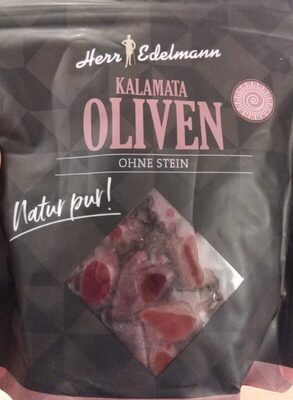 Herr Edelmann
KALAMATA
OLIVEN
OHNE STEIN
Natur pur!